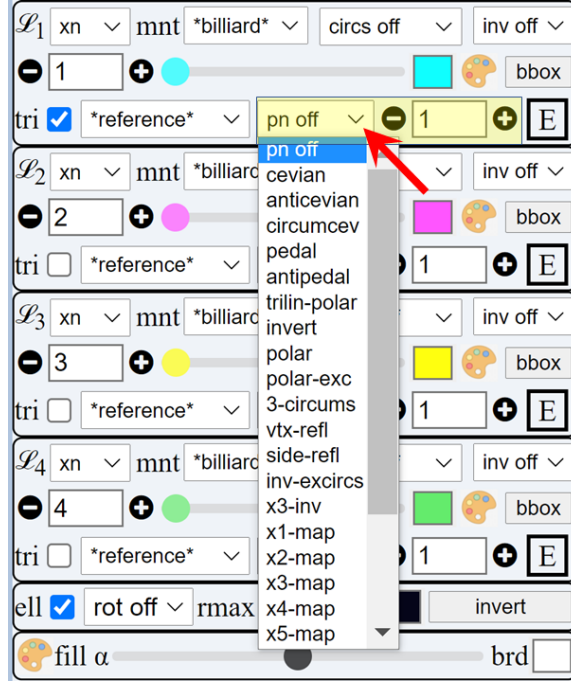 ℒ1 xn mnt *billiard* circs off inv off
1 bbox
tri *reference* pn off 1 E
pn off
ℒ2 xn mnt *billiard inv off
cevian
anticevian
2 circumcev bbox
pedal
tri *reference* 1 E
antipedal
trilin-polar
ℒ3 xn mnt *billiard inv off
invert
polar
3 polar-exc bbox
3-circums
tri *reference* 1 E
vtx-refl
side-refl
ℒ4 xn mnt *billiard inv off
inv-excircs
4 x3-inv bbox
x1-map
tri *reference* x2-map 1 E
x3-map
ell rot off rmax x4-map invert
x5-map
fill α brd